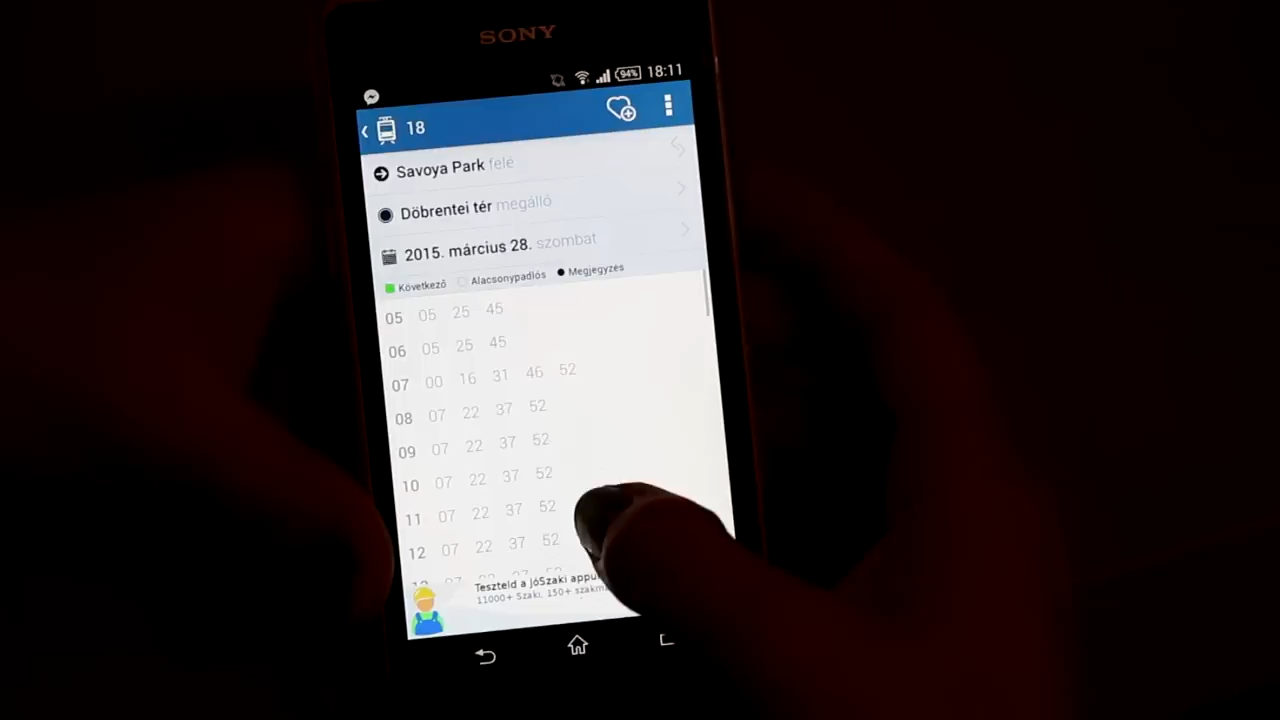 SONY
94% 18:11
18
Savoya Park felé
Döbrentei tér megálló
2015. március 28. szombat
Következő Alacsonypadlós Megjegyzés
05 05 25 45
06 05 25 45
07 00 16 31 46 52
08 07 22 37 52
09 07 22 37 52
10 07 22 37 52
11 07 22 37 52
12 07 22 37 52
Teszteld a JóSzaki
11000+ Szaki, 150+